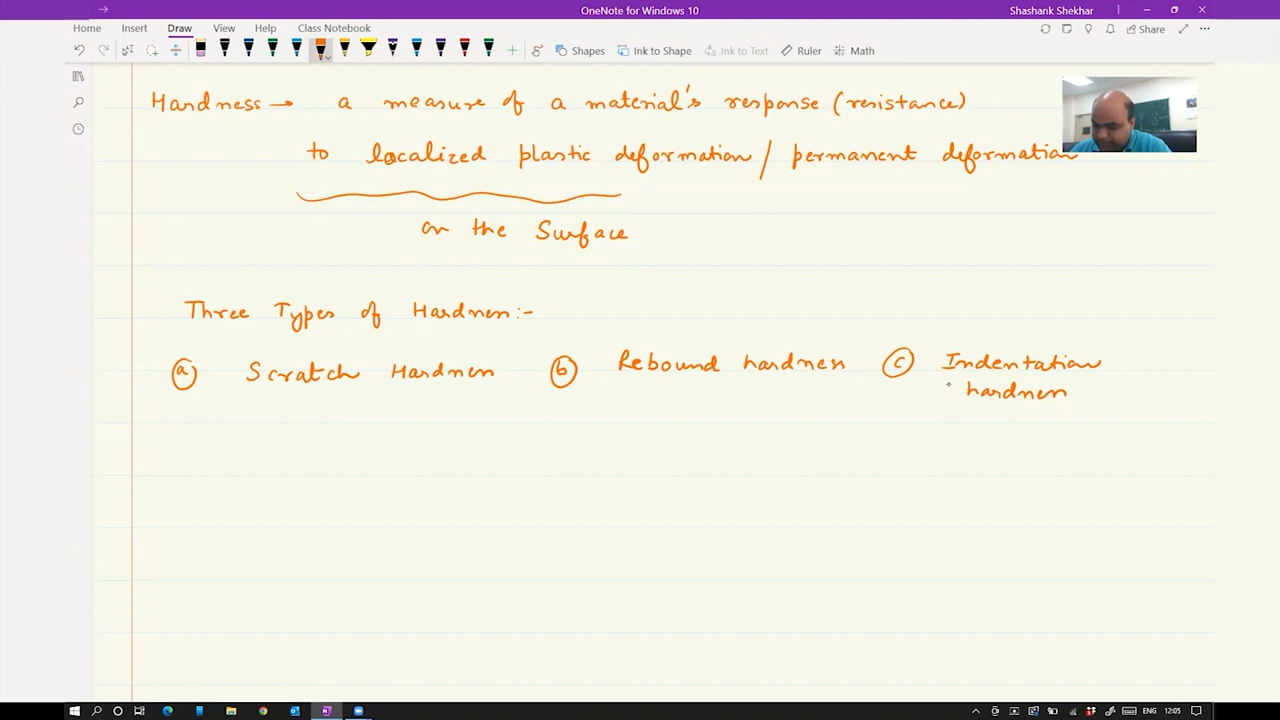 OneNote for Windows 10
Shashank Shekhar
Home Insert Draw View Help Class Notebook
Share
Shapes Ink to Shape Ink to Text Ruler Math
Hardness → a measure of a material's response (resistance)
to localized plastic deformation / permanent deformation
on the Surface
Three Types of Hardness:-
(a) Scratch Hardness (b) Rebound hardness (c) Indentation
hardness
ENG 12:05